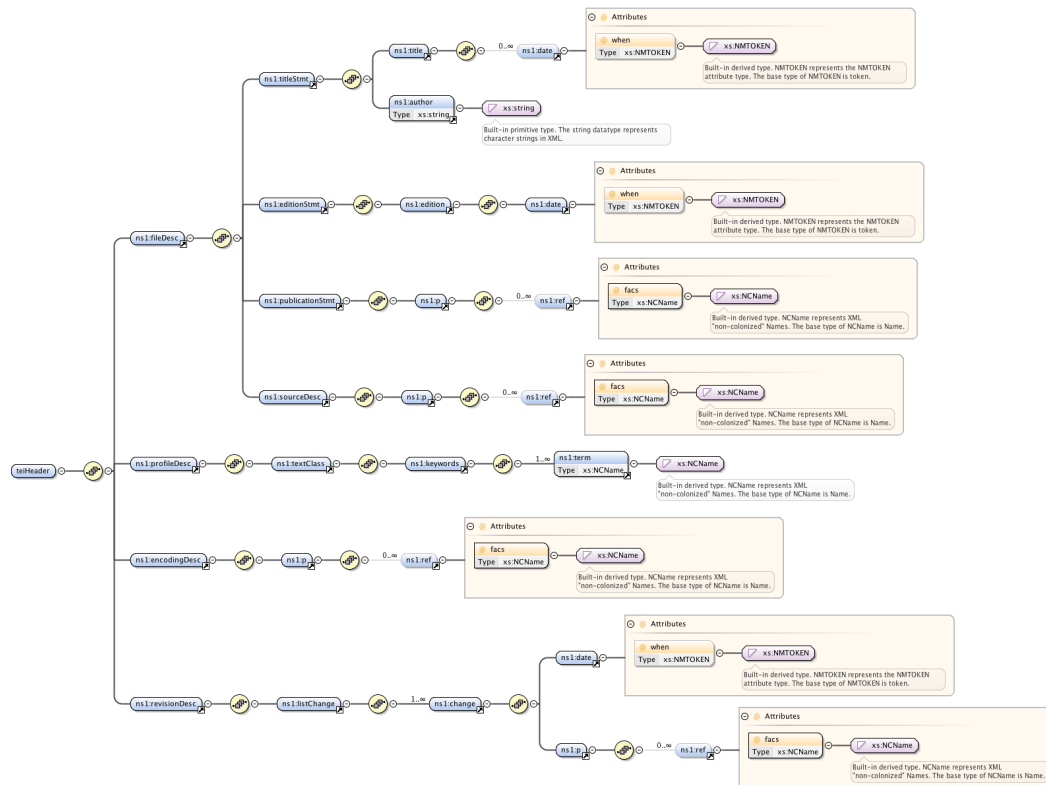 Attributes
when
Type xs:NMTOKEN
xs:NMTOKEN
Built-in derived type. NMTOKEN represents the NMTOKEN
attribute type. The base type of NMTOKEN is token.
ns1:title
0..∞
ns1:date
ns1:titleStmt
ns1:author
Type xs:string
xs:string
Built-in primitive type. The string datatype represents
character strings in XML.
Attributes
when
Type xs:NMTOKEN
xs:NMTOKEN
Built-in derived type. NMTOKEN represents the NMTOKEN
attribute type. The base type of NMTOKEN is token.
ns1:editionStmt
ns1:edition
ns1:date
ns1:fileDesc
Attributes
facs
Type xs:NCName
xs:NCName
Built-in derived type. NCName represents XML
"non-colonized" Names. The base type of NCName is Name.
ns1:publicationStmt
ns1:p
0..∞
ns1:ref
Attributes
facs
Type xs:NCName
xs:NCName
Built-in derived type. NCName represents XML
"non-colonized" Names. The base type of NCName is Name.
ns1:sourceDesc
ns1:p
0..∞
ns1:ref
teiHeader
ns1:profileDesc
ns1:textClass
ns1:keywords
1..∞
ns1:term
Type xs:NCName
xs:NCName
Built-in derived type. NCName represents XML
"non-colonized" Names. The base type of NCName is Name.
Attributes
facs
Type xs:NCName
xs:NCName
Built-in derived type. NCName represents XML
"non-colonized" Names. The base type of NCName is Name.
ns1:encodingDesc
ns1:p
0..∞
ns1:ref
Attributes
when
Type xs:NMTOKEN
xs:NMTOKEN
Built-in derived type. NMTOKEN represents the NMTOKEN
attribute type. The base type of NMTOKEN is token.
ns1:date
ns1:revisionDesc
ns1:listChange
1..∞
ns1:change
Attributes
facs
Type xs:NCName
xs:NCName
Built-in derived type. NCName represents XML
"non-colonized" Names. The base type of NCName is Name.
ns1:p
0..∞
ns1:ref